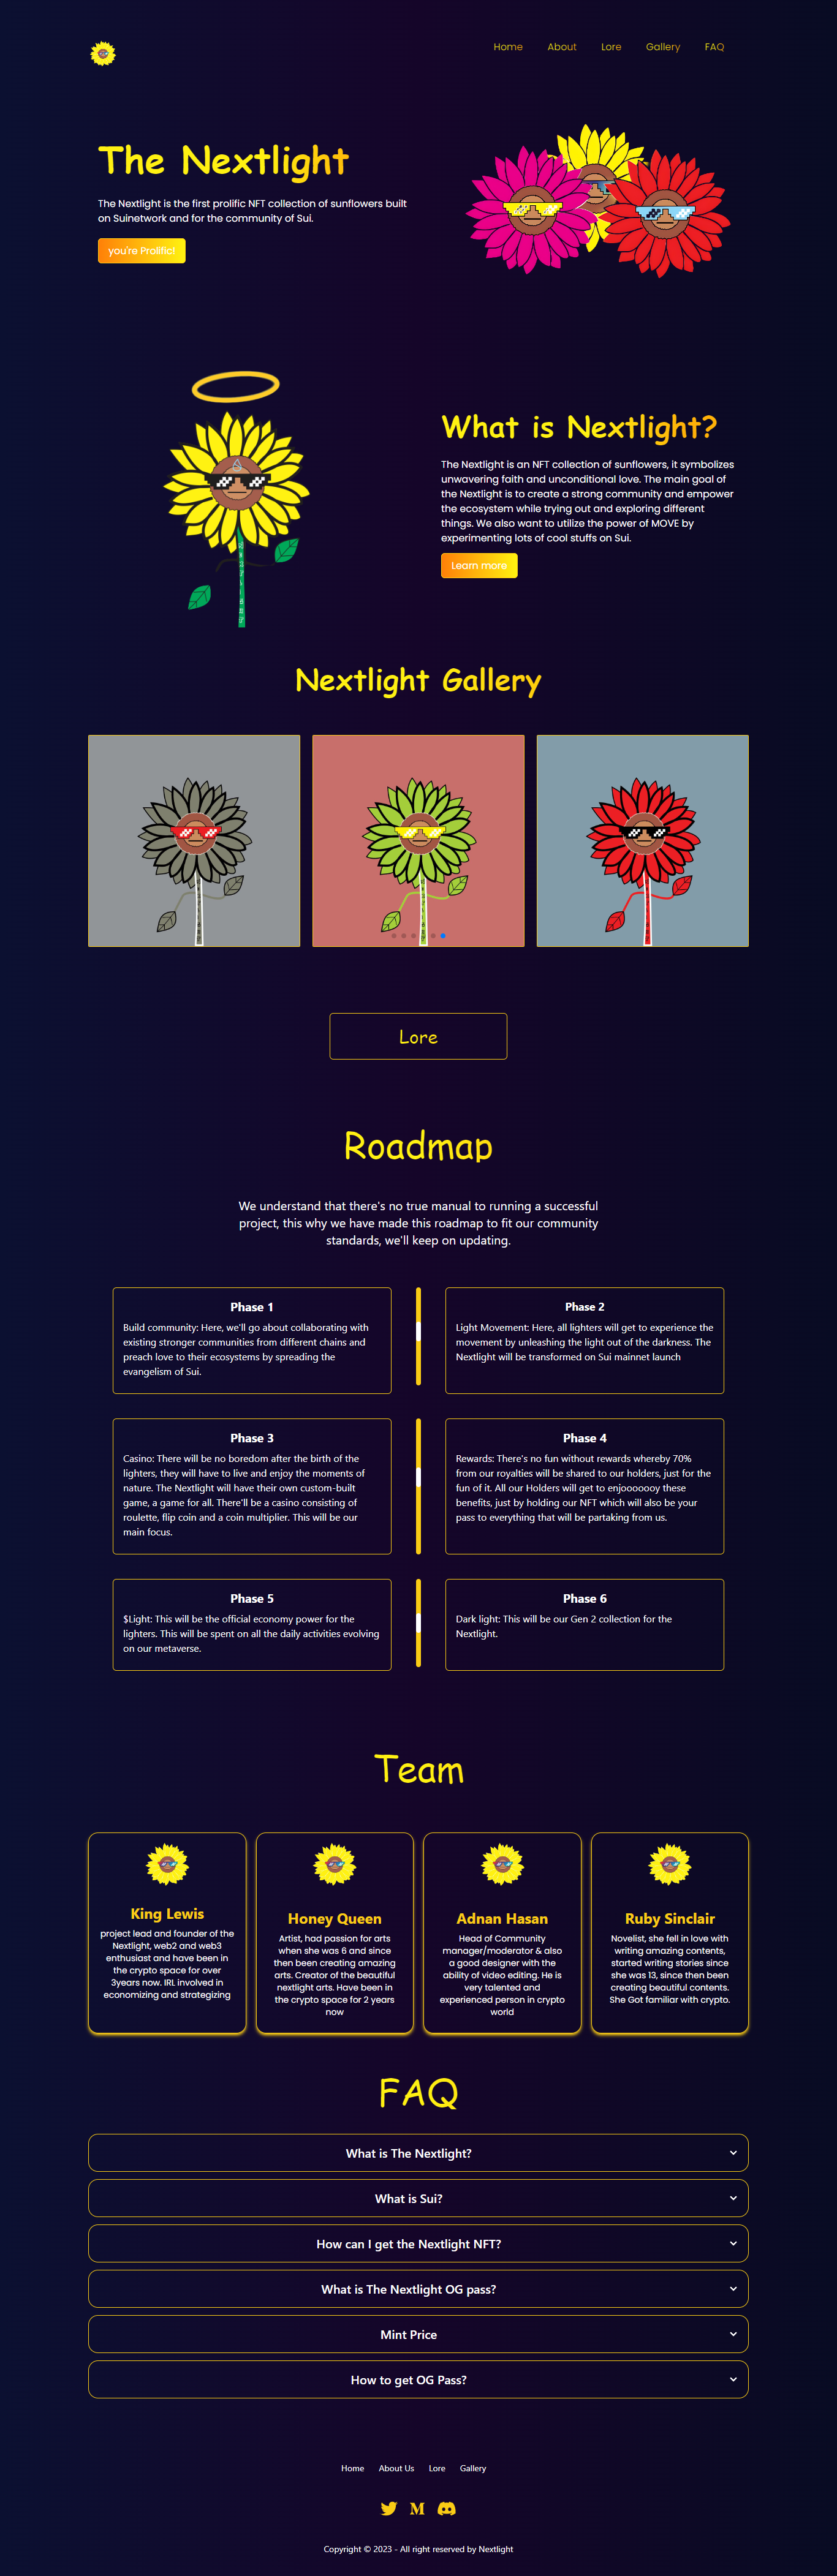 Home About Lore Gallery FAQ
The Nextlight
The Nextlight is the first prolific NFT collection of sunflowers built
on Suinetwork and for the community of Sui.
you're Prolific!
What is Nextlight?
The Nextlight is an NFT collection of sunflowers, it symbolizes
unwavering faith and unconditional love. The main goal of
the Nextlight is to create a strong community and empower
the ecosystem while trying out and exploring different
things. We also want to utilize the power of MOVE by
experimenting lots of cool stuffs on Sui.
Learn more
Nextlight Gallery
Lore
Roadmap
We understand that there's no true manual to running a successful
project, this why we have made this roadmap to fit our community
standards, we'll keep on updating.
Phase 1
Build community: Here, we'll go about collaborating with
existing stronger communities from different chains and
preach love to their ecosystems by spreading the
evangelism of Sui.
Phase 2
Light Movement: Here, all lighters will get to experience the
movement by unleashing the light out of the darkness. The
Nextlight will be transformed on Sui mainnet launch
Phase 3
Casino: There will be no boredom after the birth of the
lighters, they will have to live and enjoy the moments of
nature. The Nextlight will have their own custom-built
game, a game for all. There'll be a casino consisting of
roulette, flip coin and a coin multiplier. This will be our
main focus.
Phase 4
Rewards: There's no fun without rewards whereby 70%
from our royalties will be shared to our holders, just for the
fun of it. All our Holders will get to enjooooooy these
benefits, just by holding our NFT which will also be your
pass to everything that will be partaking from us.
Phase 5
$Light: This will be the official economy power for the
lighters. This will be spent on all the daily activities evolving
on our metaverse.
Phase 6
Dark light: This will be our Gen 2 collection for the
Nextlight.
Team
King Lewis
project lead and founder of the
Nextlight, web2 and web3
enthusiast and have been in
the crypto space for over
3years now. IRL involved in
economizing and strategizing
Honey Queen
Artist, had passion for arts
when she was 6 and since
then been creating amazing
arts. Creator of the beautiful
nextlight arts. Have been in
the crypto space for 2 years
now
Adnan Hasan
Head of Community
manager/moderator & also
a good designer with the
ability of video editing. He is
very talented and
experienced person in crypto
world
Ruby Sinclair
Novelist, she fell in love with
writing amazing contents,
started writing stories since
she was 13, since then been
creating beautiful contents.
She Got familiar with crypto.
FAQ
What is The Nextlight?
What is Sui?
How can I get the Nextlight NFT?
What is The Nextlight OG pass?
Mint Price
How to get OG Pass?
Home About Us Lore Gallery
Copyright © 2023 - All right reserved by Nextlight